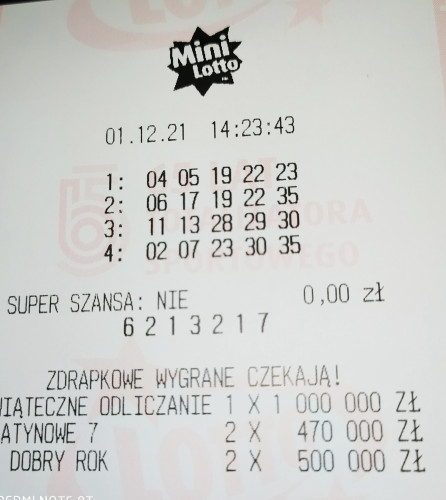 Mini
Lotto
01.12.21 14:23:43
1: 04 05 19 22 23
2: 06 17 19 22 35
3: 11 13 28 29 30
4: 02 07 23 30 35
SUPER SZANSA: NIE 0,00 zł
6213217
ZDRAPKOWE WYGRANE CZEKAJĄ!
WIĄTECZNE ODLICZANIE 1 X 1 000 000 ZŁ
ATYNOWE 7 2 X 470 000 ZŁ
DOBRY ROK 2 X 500 000 ZŁ